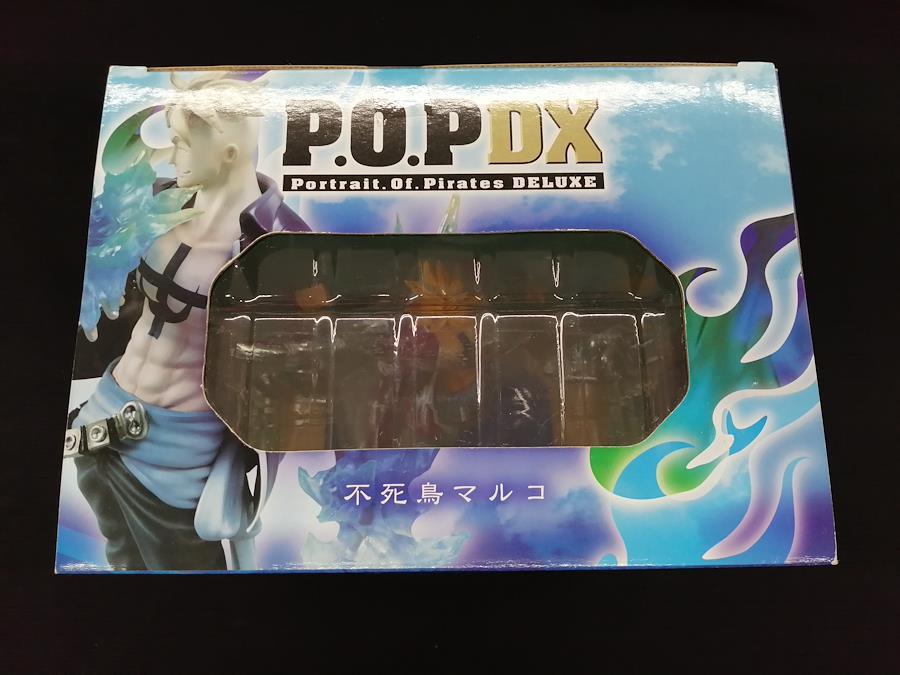 P.O.P DX
Portrait.Of.Pirates DELUXE
不死鳥マルコ